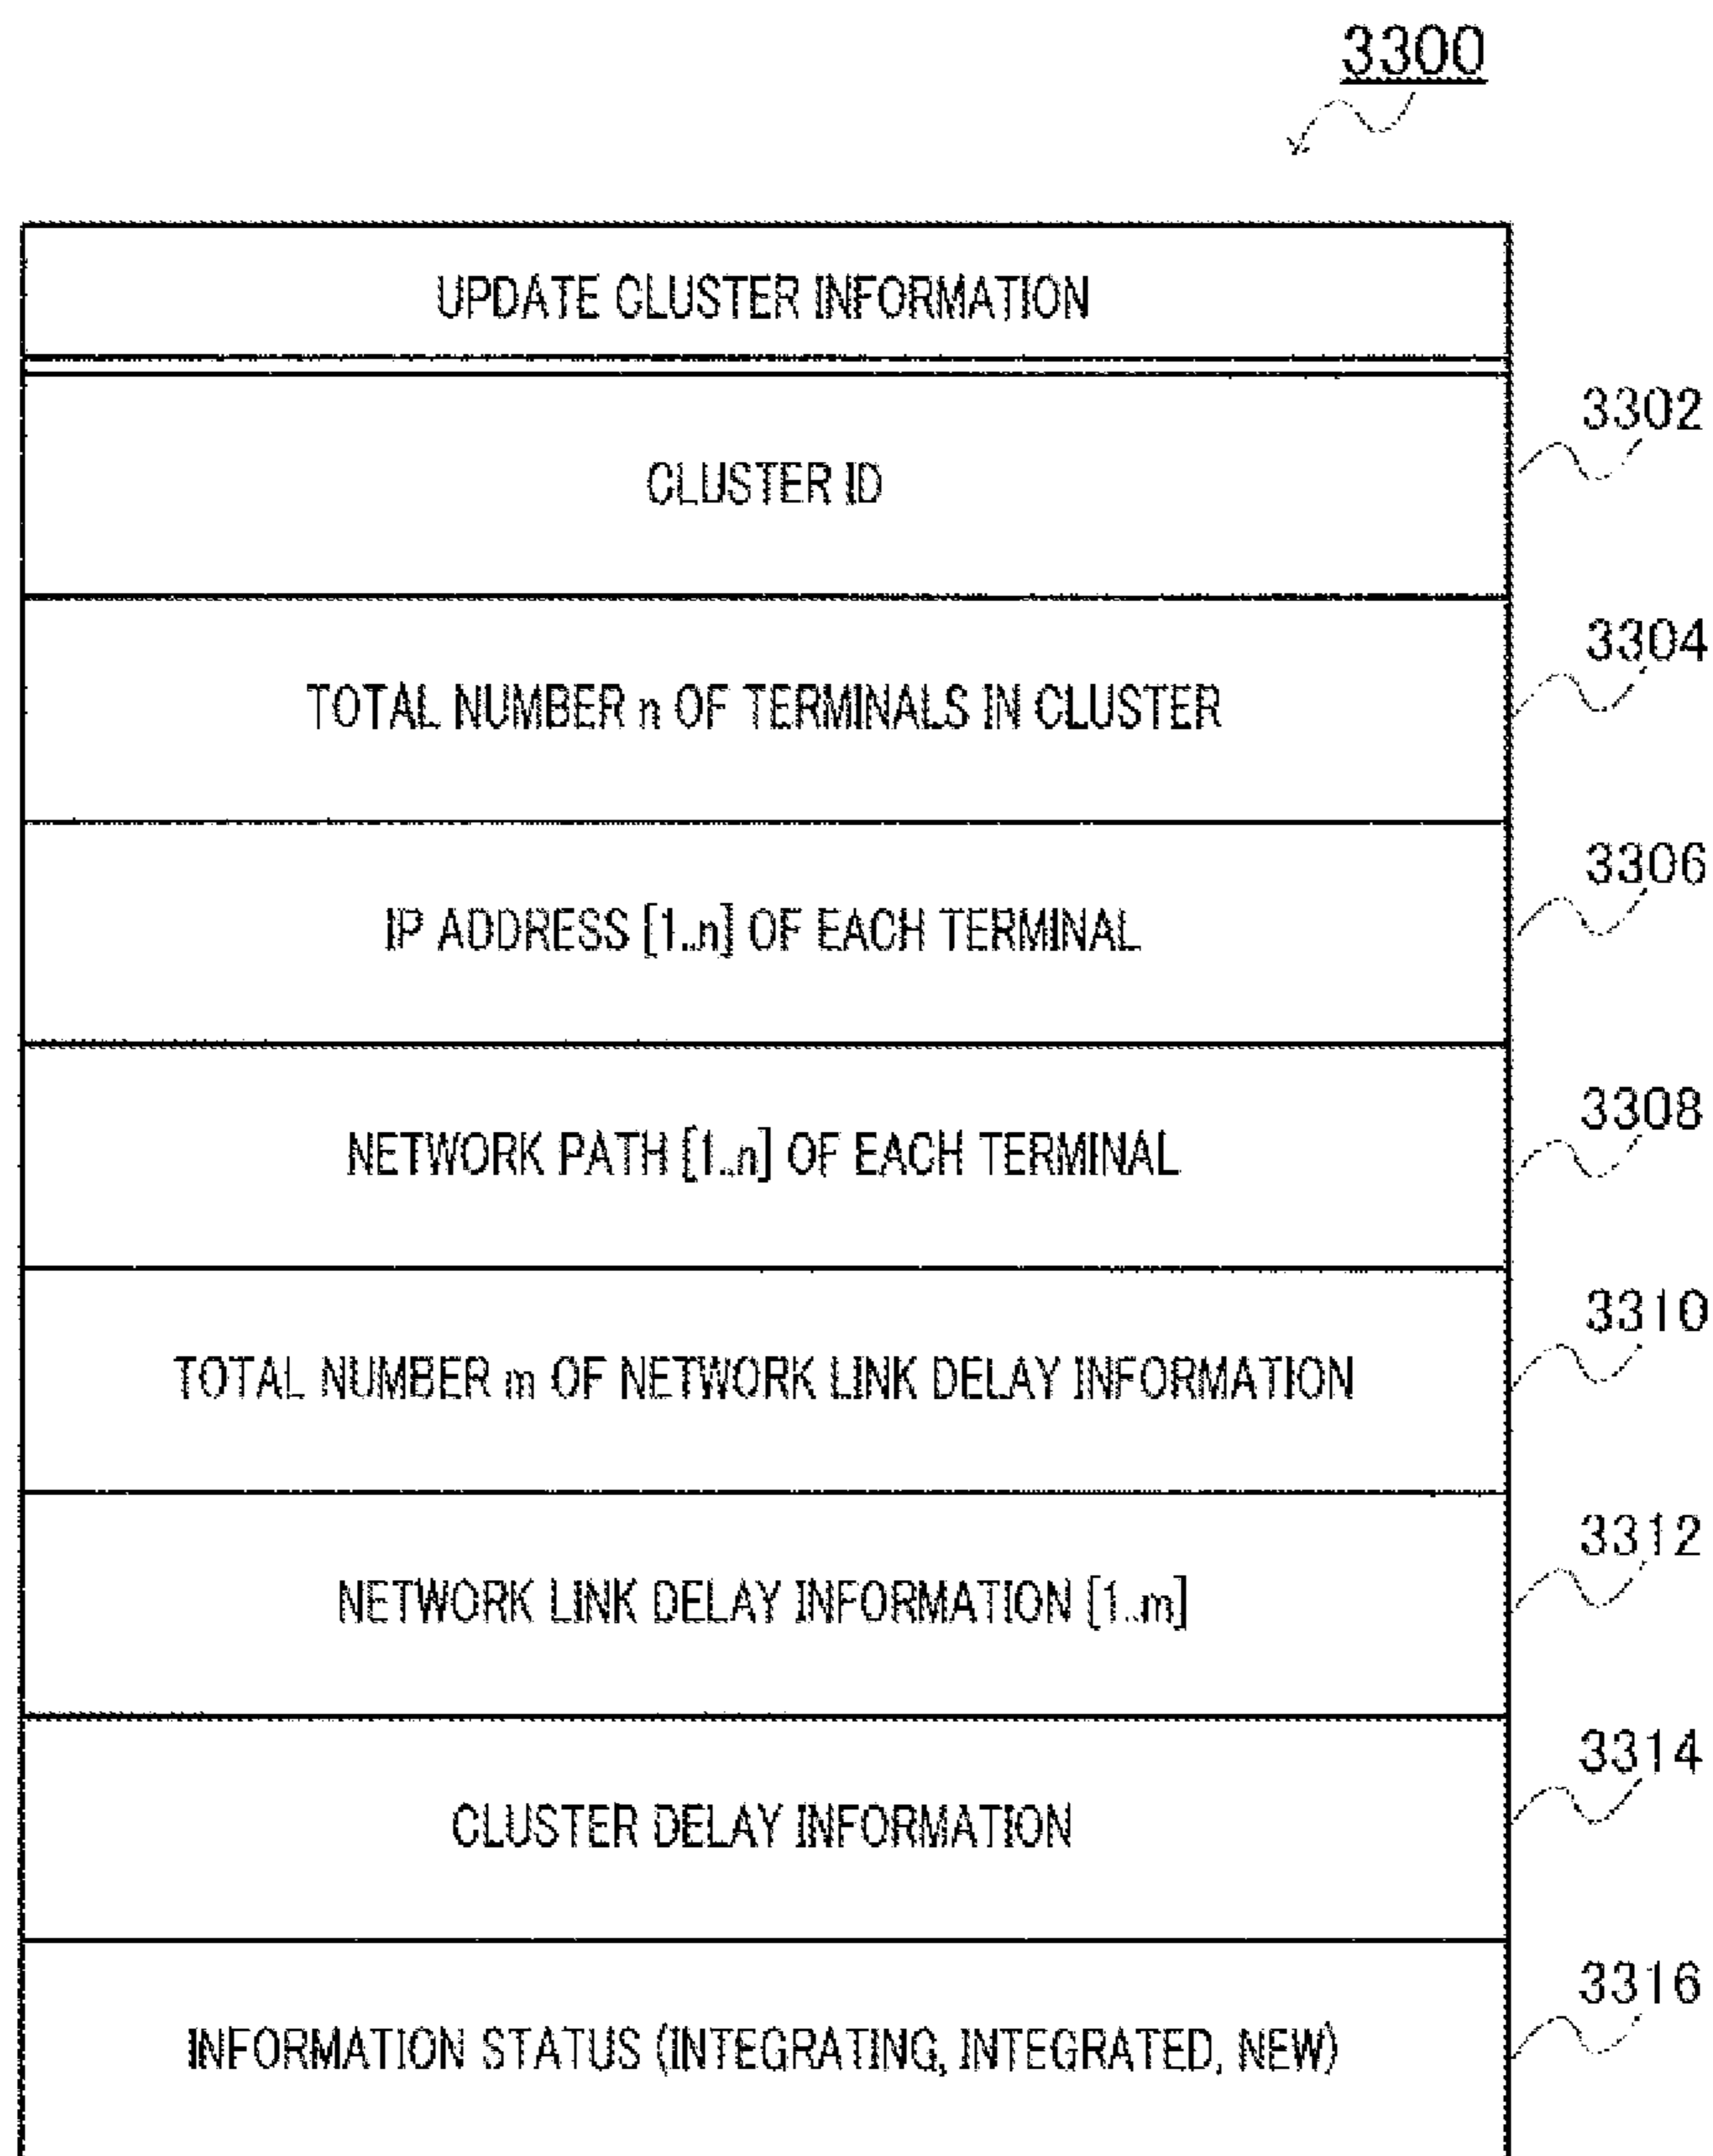 3300
UPDATE CLUSTER INFORMATION
CLUSTER ID
3302
TOTAL NUMBER n OF TERMINALS IN CLUSTER
3304
IP ADDRESS [1..n] OF EACH TERMINAL
3306
NETWORK PATH [1..n] OF EACH TERMINAL
3308
TOTAL NUMBER m OF NETWORK LINK DELAY INFORMATION
3310
NETWORK LINK DELAY INFORMATION [1..m]
3312
CLUSTER DELAY INFORMATION
3314
INFORMATION STATUS (INTEGRATING, INTEGRATED, NEW)
3316